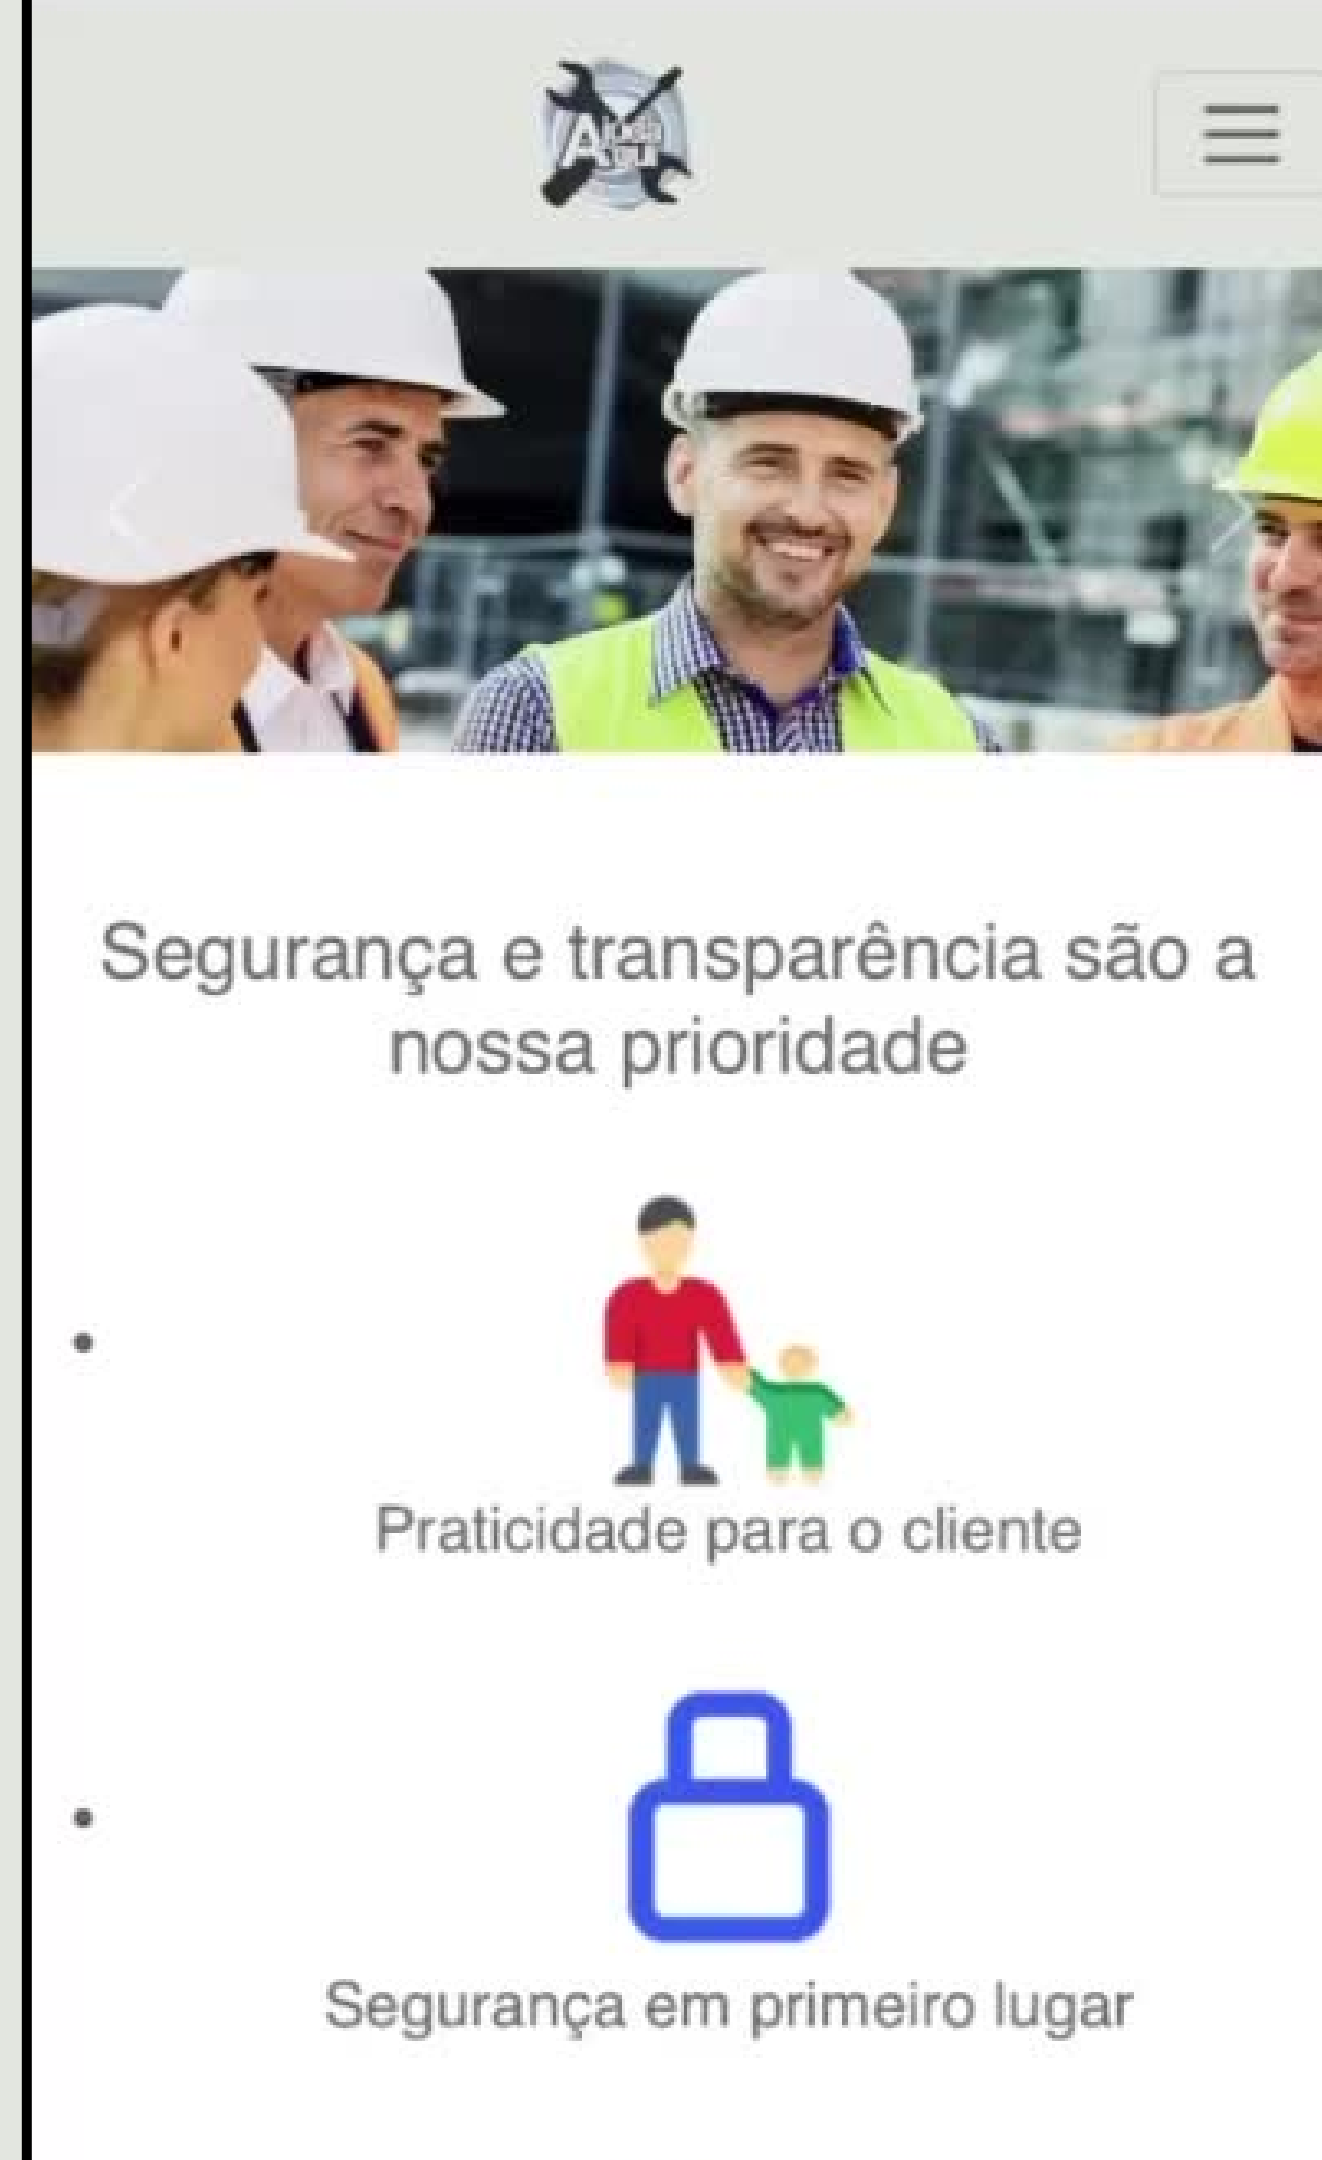 Segurança e transparência são a
nossa prioridade
Praticidade para o cliente
Segurança em primeiro lugar